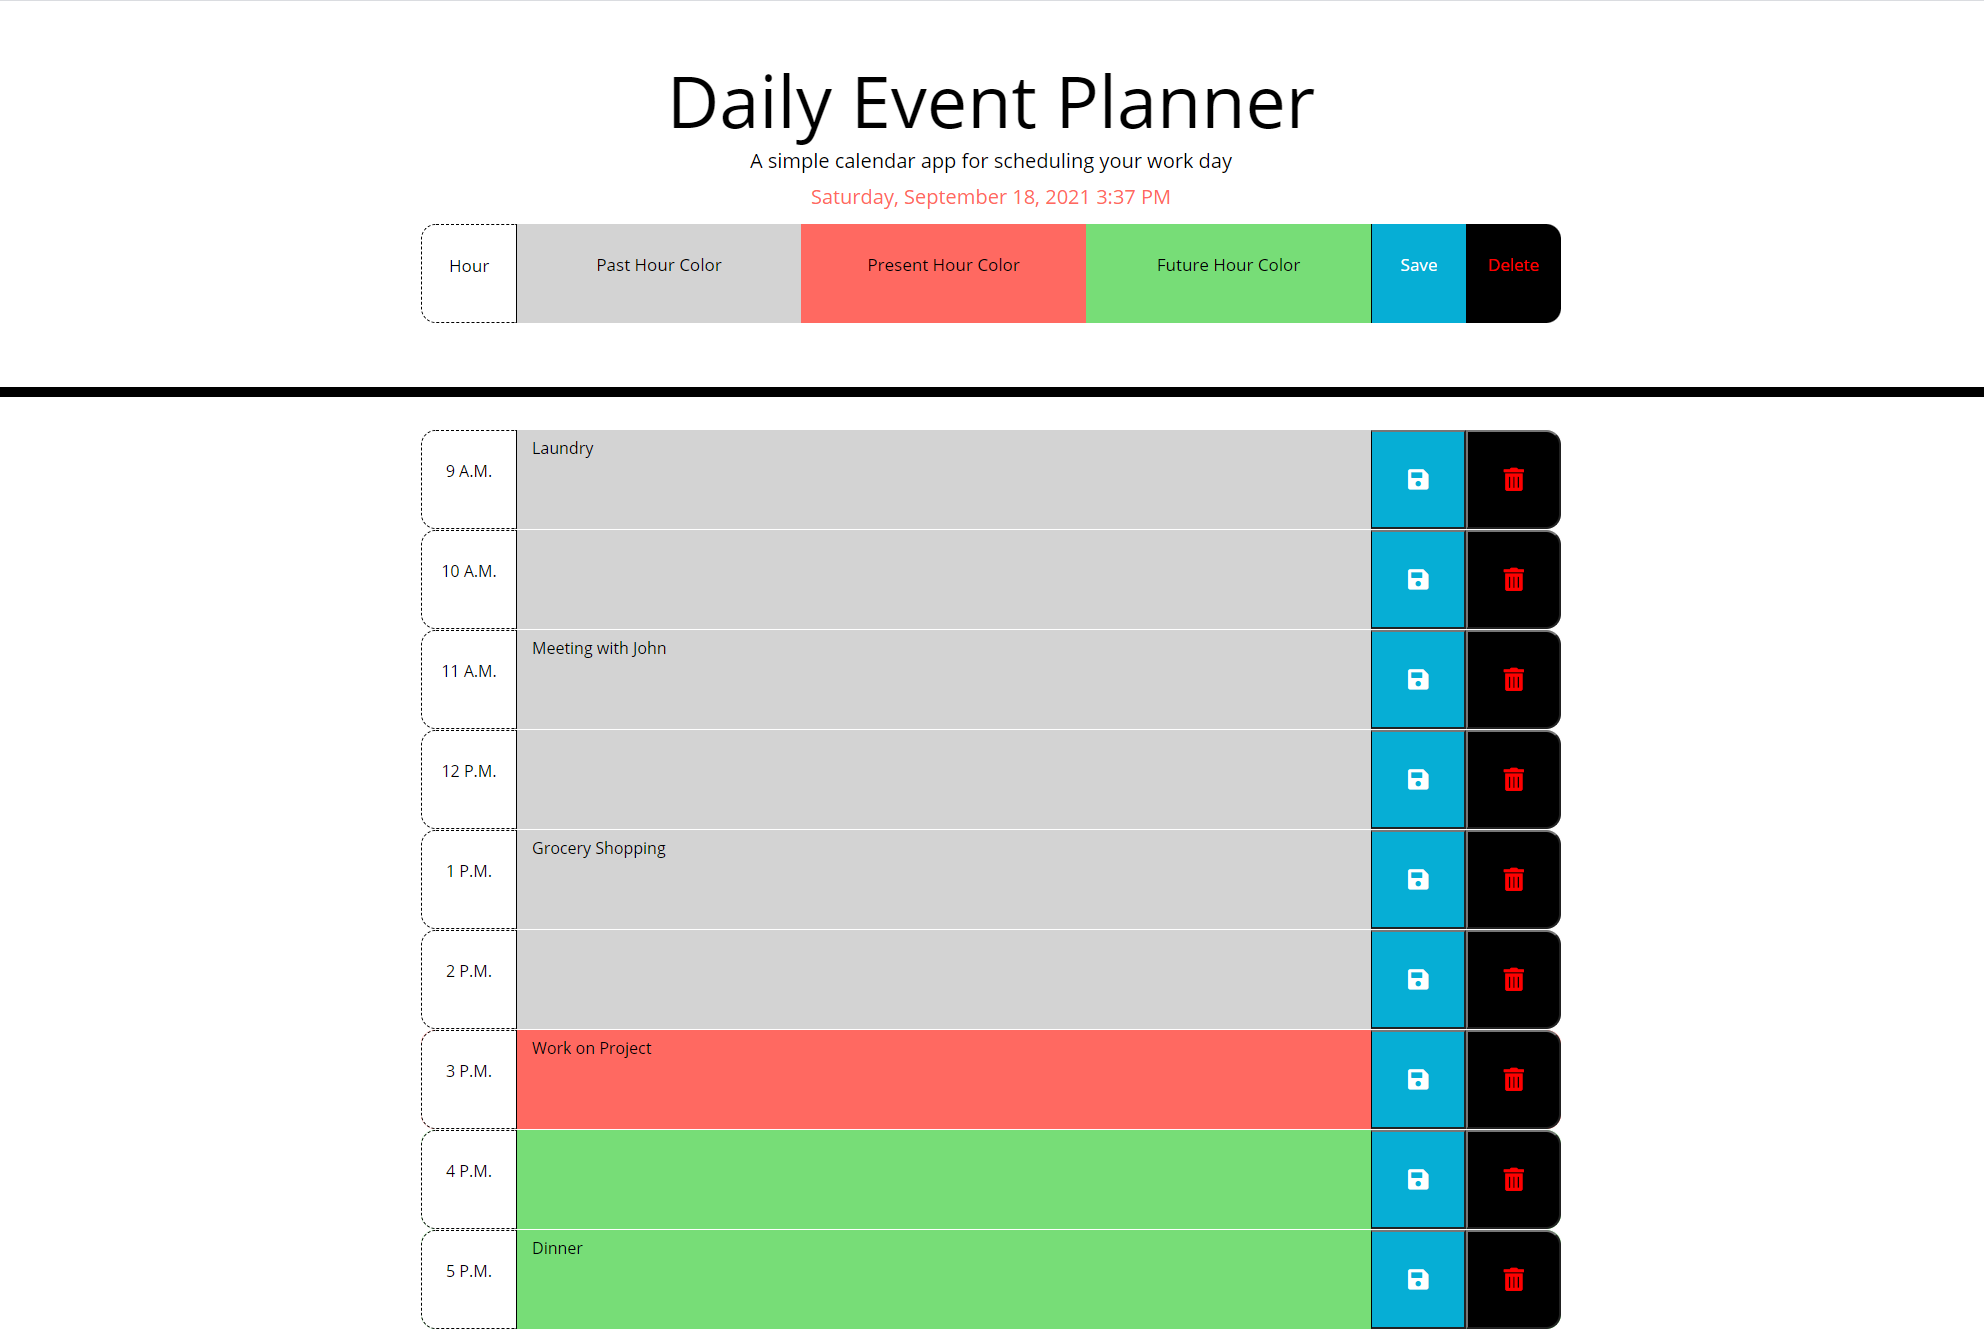 Daily Event Planner
A simple calendar app for scheduling your work day
Saturday, September 18, 2021 3:37 PM
Hour Past Hour Color Present Hour Color Future Hour Color Save Delete
Laundry
9 A.M.
10 A.M.
Meeting with John
11 A.M.
12 P.M.
Grocery Shopping
1 P.M.
2 P.M.
Work on Project
3 P.M.
4 P.M.
Dinner
5 P.M.